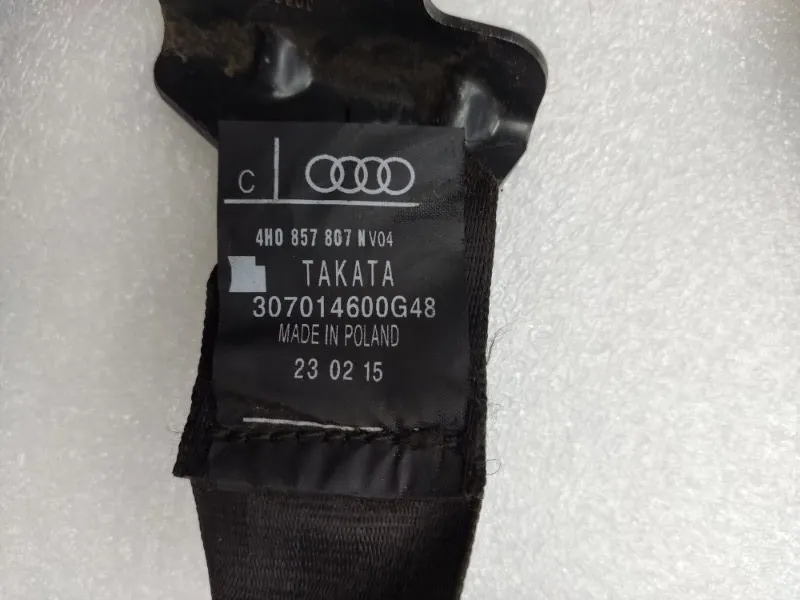 C
4H0 857 807 N V04
TAKATA
307014600G48
MADE IN POLAND
23 02 15